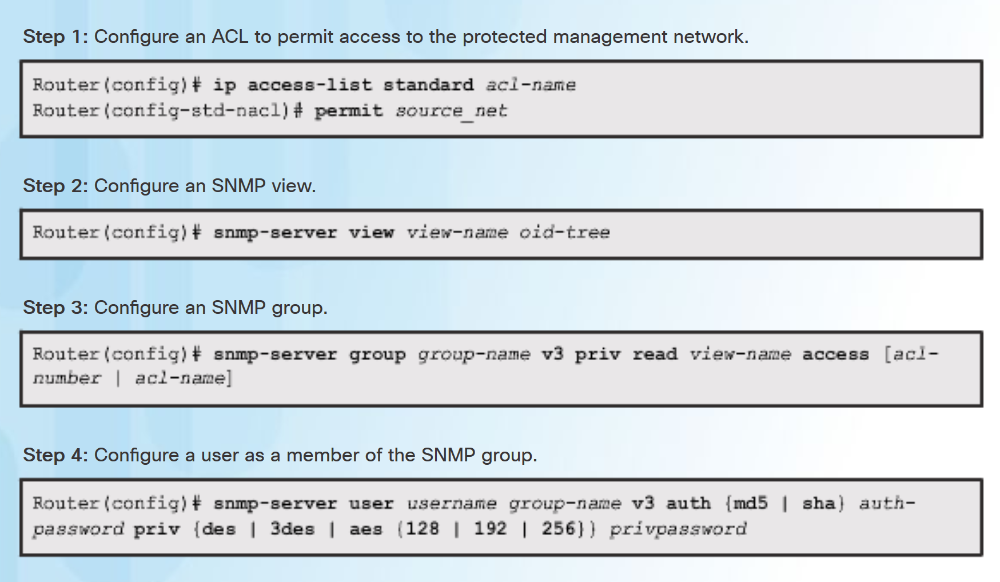 Step 1: Configure an ACL to permit access to the protected management network.
Router(config)# ip access-list standard acl-name
Router(config-std-nacl)# permit source_net
Step 2: Configure an SNMP view.
Router(config)# snmp-server view view-name oid-tree
Step 3: Configure an SNMP group.
Router(config)# snmp-server group group-name v3 priv read view-name access [acl-
number | acl-name]
Step 4: Configure a user as a member of the SNMP group.
Router(config)# snmp-server user username group-name v3 auth {md5 | sha} auth-
password priv {des | 3des | aes {128 | 192 | 256}} privpassword